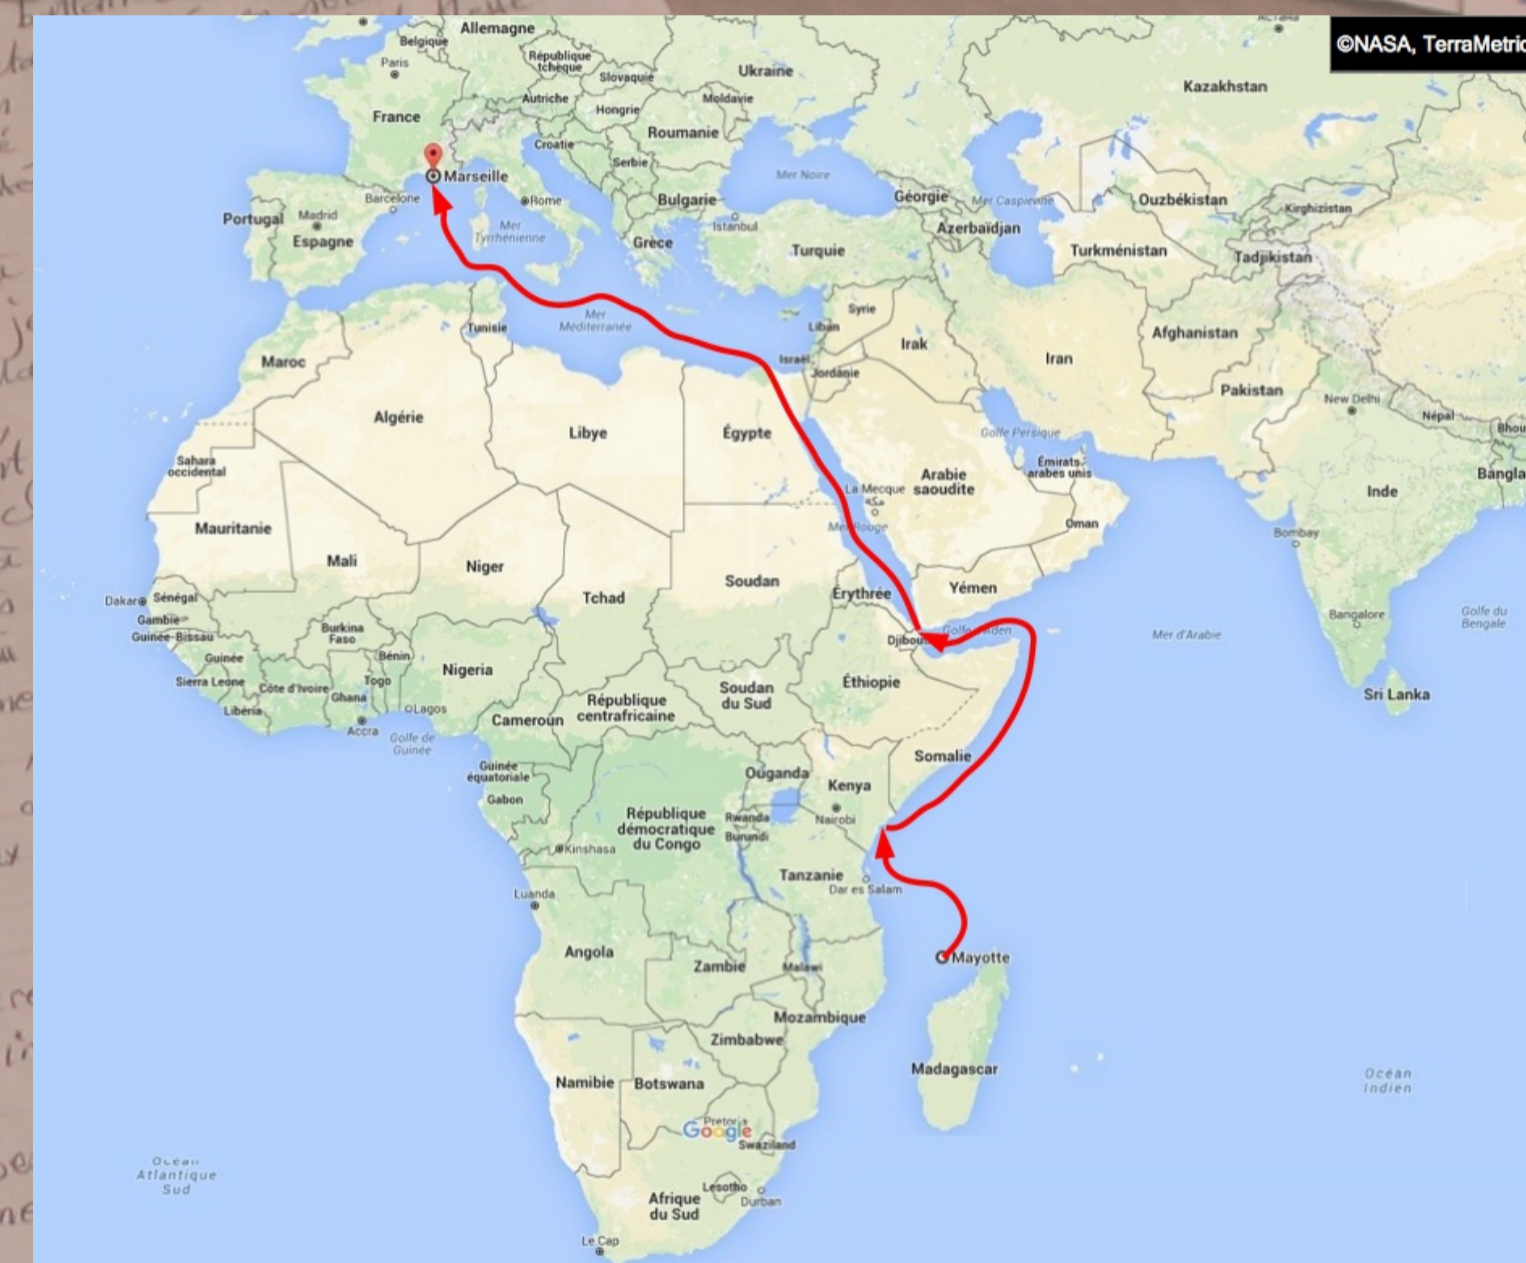 ©NASA, TerraMetric
Allemagne
Belgique
République
tchèque
Paris
Slovaquie
Ukraine
Kazakhstan
Autriche
Hongrie
Moldavie
France
Roumanie
Croatie
Serbie
Marseille
Mer Noire
Barcelone
Rome
Bulgarie
Géorgie
Mer Caspienne
Ouzbékistan
Kirghizistan
Portugal
Madrid
Espagne
Mer
Tyrrhénienne
Istanbul
Azerbaïdjan
Grèce
Turquie
Turkménistan
Tadjikistan
Syrie
Mer
Méditerranée
Tunisie
Liban
Irak
Afghanistan
Maroc
Israël
Jordanie
Iran
Pakistan
New Delhi
Népal
Algérie
Libye
Égypte
Golfe Persique
Bhou
Sahara
occidental
Émirats
arabes unis
Arabie
saoudite
La Mecque
مكة
Bangla
Inde
Mauritanie
Mer Rouge
Oman
Bombay
Mali
Niger
Soudan
Yémen
Érythrée
Tchad
Dakar
Sénégal
Gambie
Guinée-Bissau
Burkina
Faso
Bangalore
Golfe du
Bengale
Golfe d'Aden
Mer d'Arabie
Djibouti
Guinée
Bénin
Nigeria
Sierra Leone
Côte d'Ivoire
Togo
Ghana
Éthiopie
Soudan
du Sud
Sri Lanka
Libéria
Lagos
République
centrafricaine
Cameroun
Accra
Golfe de
Guinée
Somalie
Guinée
équatoriale
Ouganda
Kenya
Gabon
République
démocratique
du Congo
Rwanda
Burundi
Nairobi
Kinshasa
Tanzanie
Dar es Salam
Luanda
Angola
Zambie
Malawi
Mayotte
Mozambique
Zimbabwe
Madagascar
Namibie
Botswana
Océan
Indien
Pretoria
Google
Swaziland
Océan
Atlantique
Sud
Lesotho
Durban
Afrique
du Sud
Le Cap